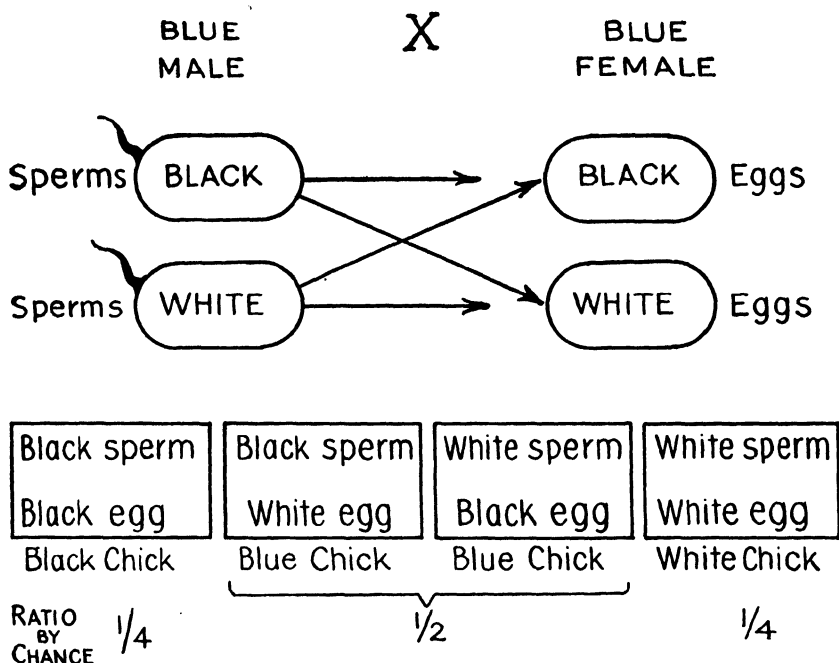 BLUE MALE X BLUE FEMALE
Sperms BLACK BLACK Eggs
Sperms WHITE WHITE Eggs
Black sperm Black sperm White sperm White sperm
Black egg White egg Black egg White egg
Black Chick Blue Chick Blue Chick White Chick
RATIO BY CHANCE 1/4 1/2 1/4